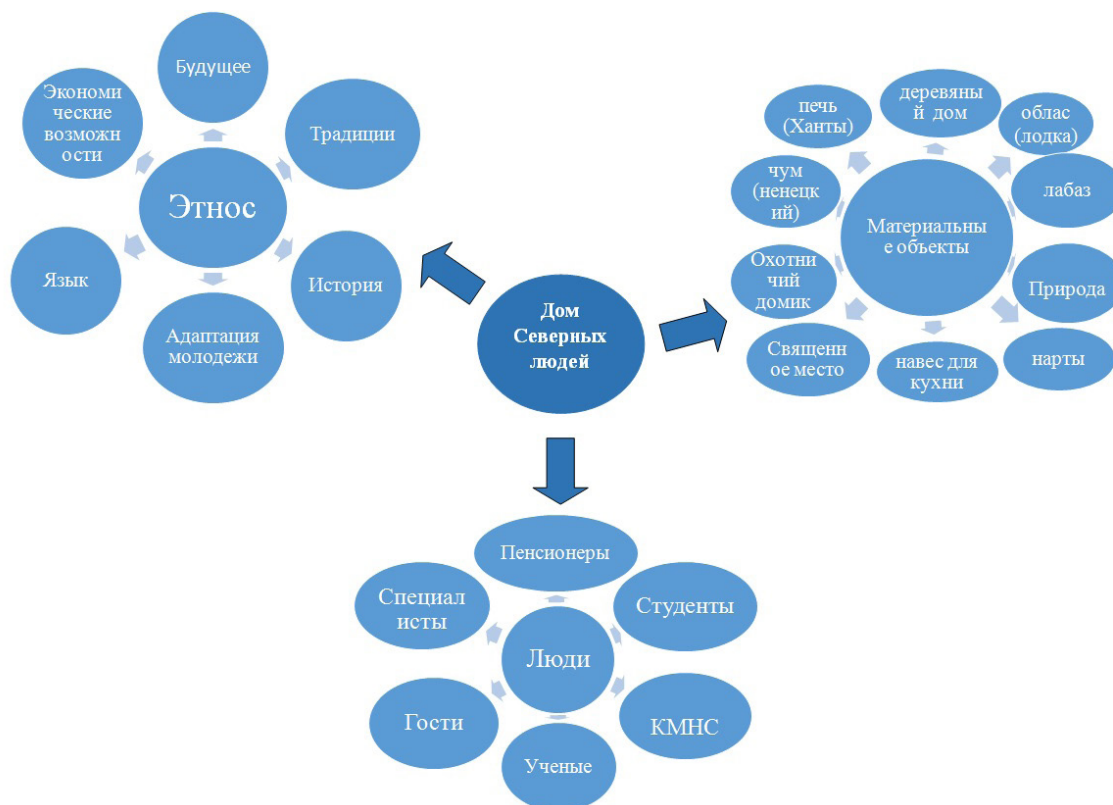 Будущее
Экономи
ческие
возможн
ости
Традиции
Этнос
Язык
История
Адаптация
молодежи
Дом
Северных
людей
печь
(Ханты)
деревяны
й дом
облас
(лодка)
чум
(ненецк
ий)
лабаз
Материальны
е объекты
Охотни
чий
домик
Природа
Священн
ое место
навес для
кухни
нарты
Пенсионеры
Специал
исты
Студенты
Люди
Гости
КМНС
Ученые